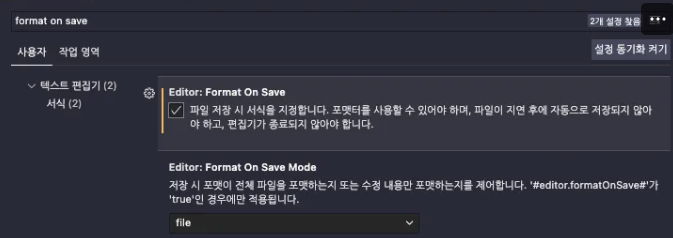 format on save
2개 설정 찾음
사용자 작업 영역
설정 동기화 켜기
텍스트 편집기 (2)
서식 (2)
Editor: Format On Save
파일 저장 시 서식을 지정합니다. 포맷터를 사용할 수 있어야 하며, 파일이 지연 후에 자동으로 저장되지 않아
야 하고, 편집기가 종료되지 않아야 합니다.
Editor: Format On Save Mode
저장 시 포맷이 전체 파일을 포맷하는지 또는 수정 내용만 포맷하는지를 제어합니다. '#editor.formatOnSave#'가
'true'인 경우에만 적용됩니다.
file